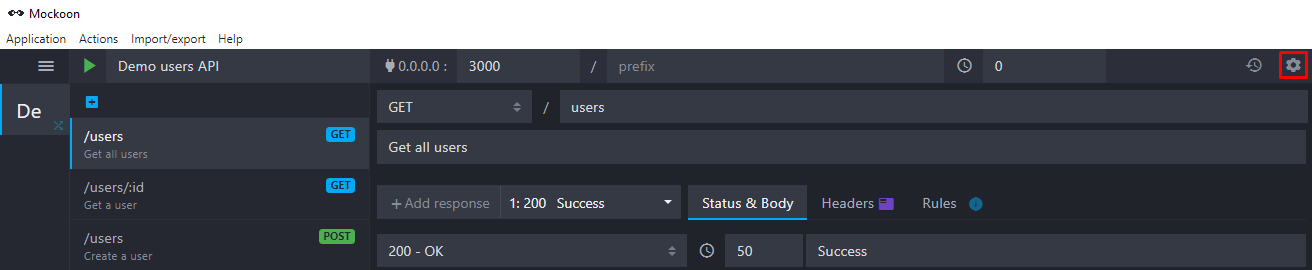 Mockoon
Application Actions Import/export Help
Demo users API 0.0.0.0 : 3000 / prefix 0
De
GET / users
/users GET
Get all users
Get all users
/users/:id GET
Get a user
+ Add response 1: 200 Success Status & Body Headers Rules
/users POST
Create a user
200 - OK 50 Success